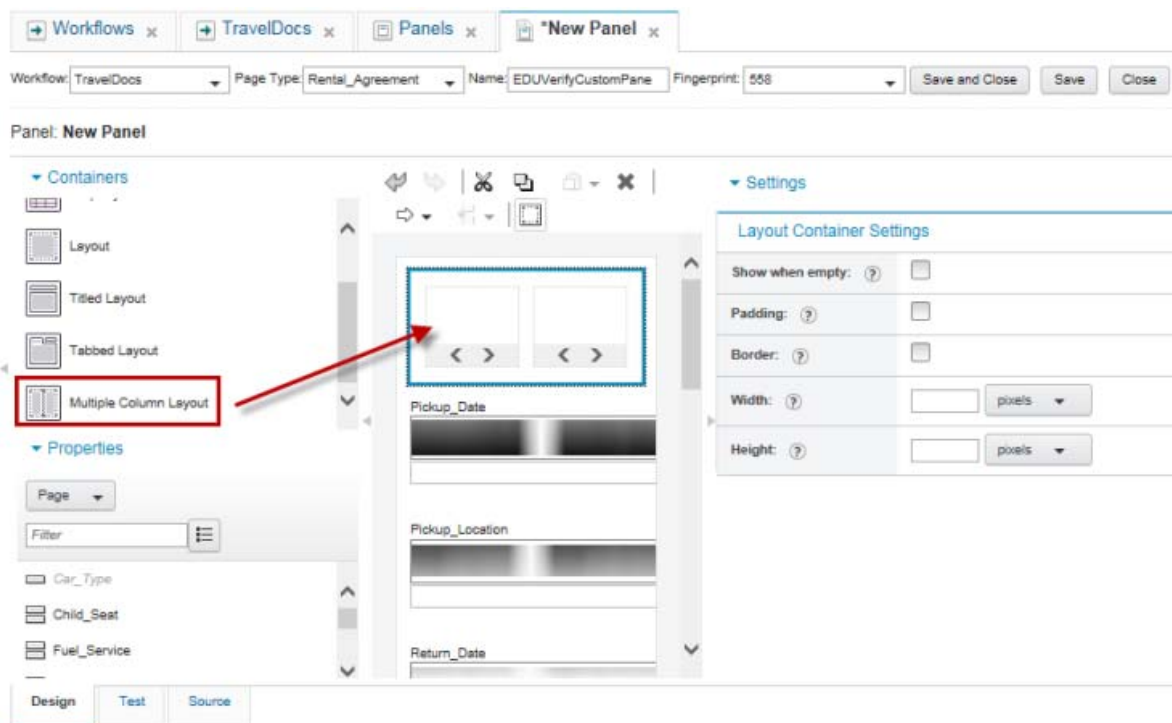 Workflows x TravelDocs x Panels x *New Panel x
Workflow: TravelDocs Page Type: Rental_Agreement Name: EDUVerifyCustomPane Fingerprint: 558 Save and Close Save Close
Panel: New Panel
Containers
Layout
Titled Layout
Tabbed Layout
Multiple Column Layout
Properties
Page
Filter
Car_Type
Child_Seat
Fuel_Service
Pickup_Date
Pickup_Location
Return_Date
Settings
Layout Container Settings
Show when empty: ?
Padding: ?
Border: ?
Width: ? pixels
Height: ? pixels
Design Test Source